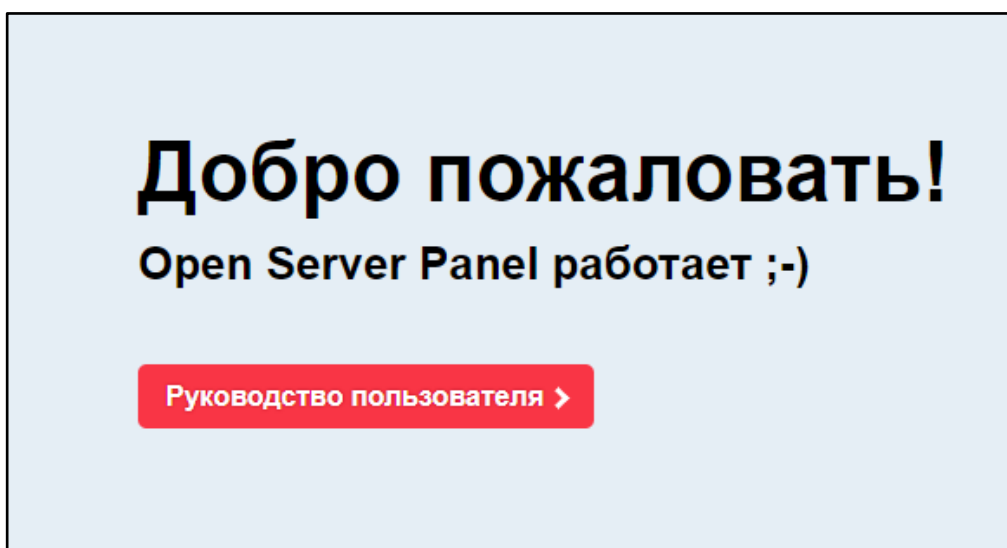 Добро пожаловать!
Open Server Panel работает ;-)
Руководство пользователя >